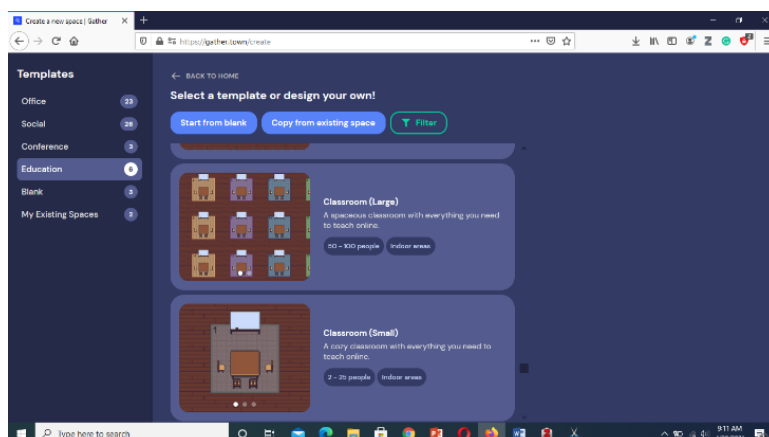 Create a new space | Gather
https://gather.town/create
Templates
Office 23
Social 26
Conference 3
Education 6
Blank 3
My Existing Spaces 3
← BACK TO HOME
Select a template or design your own!
Start from blank Copy from existing space Filter
Classroom (Large)
A spaceous classroom with everything you need
to teach online.
50 - 100 people Indoor areas
Classroom (Small)
A cozy classroom with everything you need to
teach online.
2 - 25 people Indoor areas
Type here to search
9:11 AM